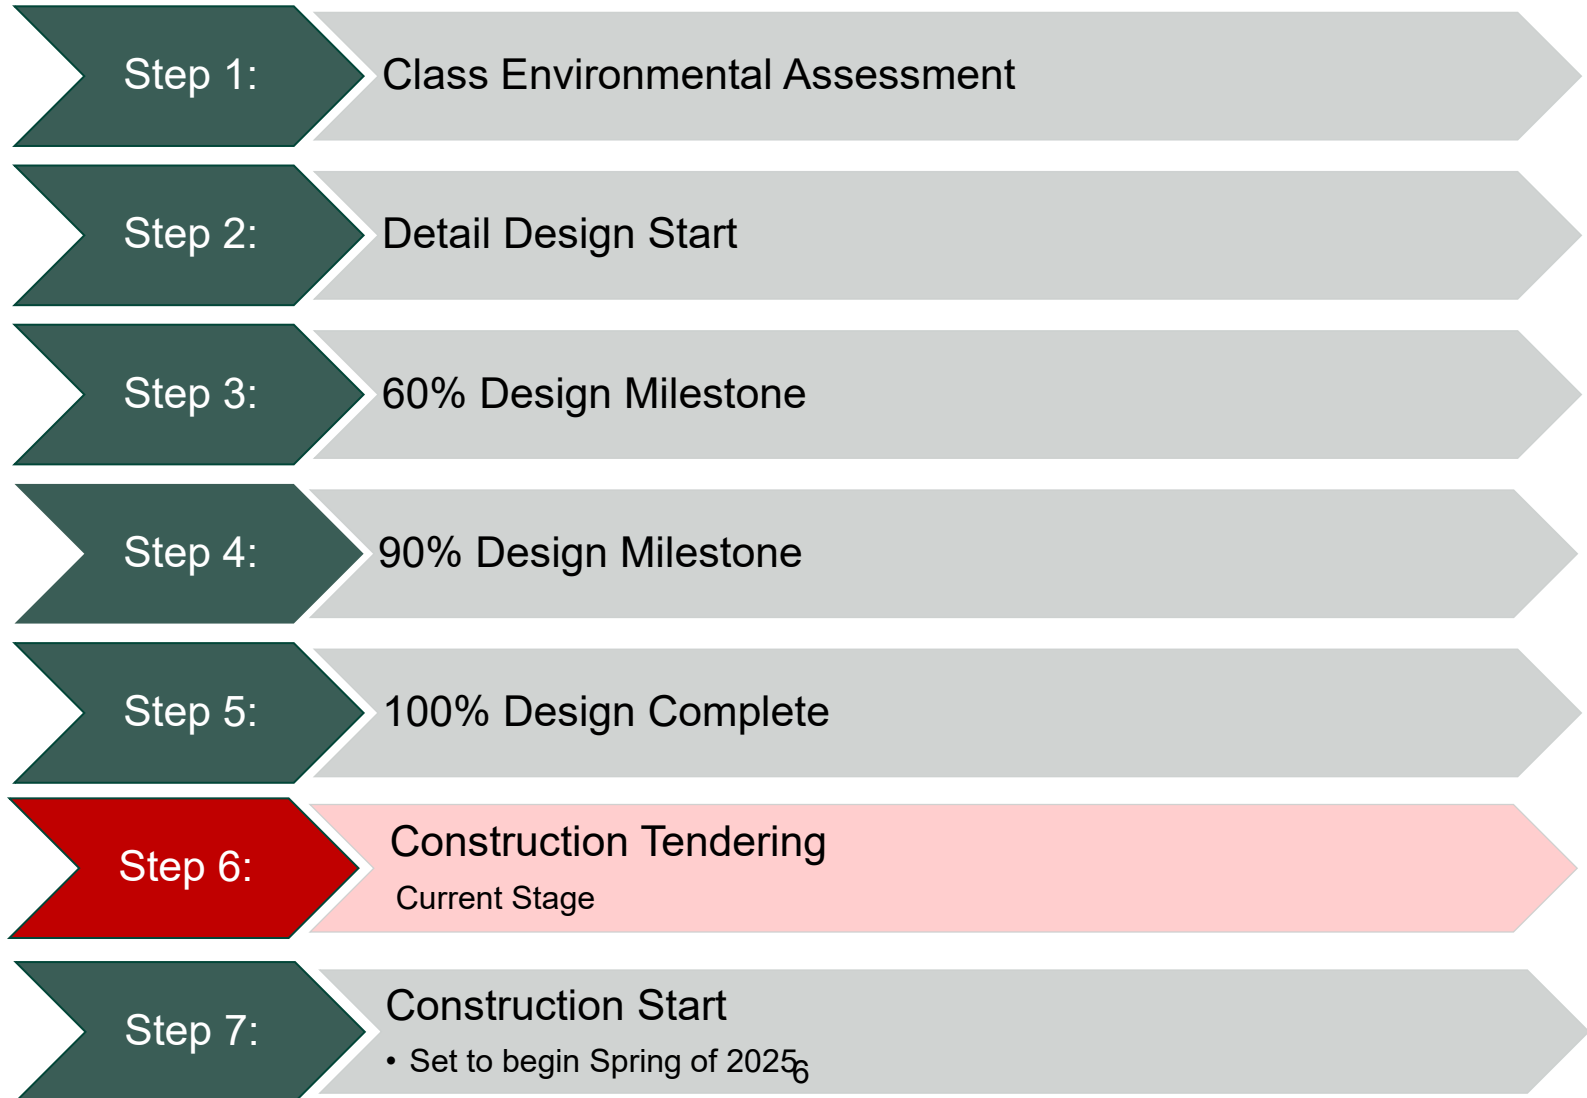 Step 1:
Class Environmental Assessment
Step 2:
Detail Design Start
Step 3:
60% Design Milestone
Step 4:
90% Design Milestone
Step 5:
100% Design Complete
Step 6:
Construction Tendering
Current Stage
Step 7:
Construction Start
• Set to begin Spring of 2025
6